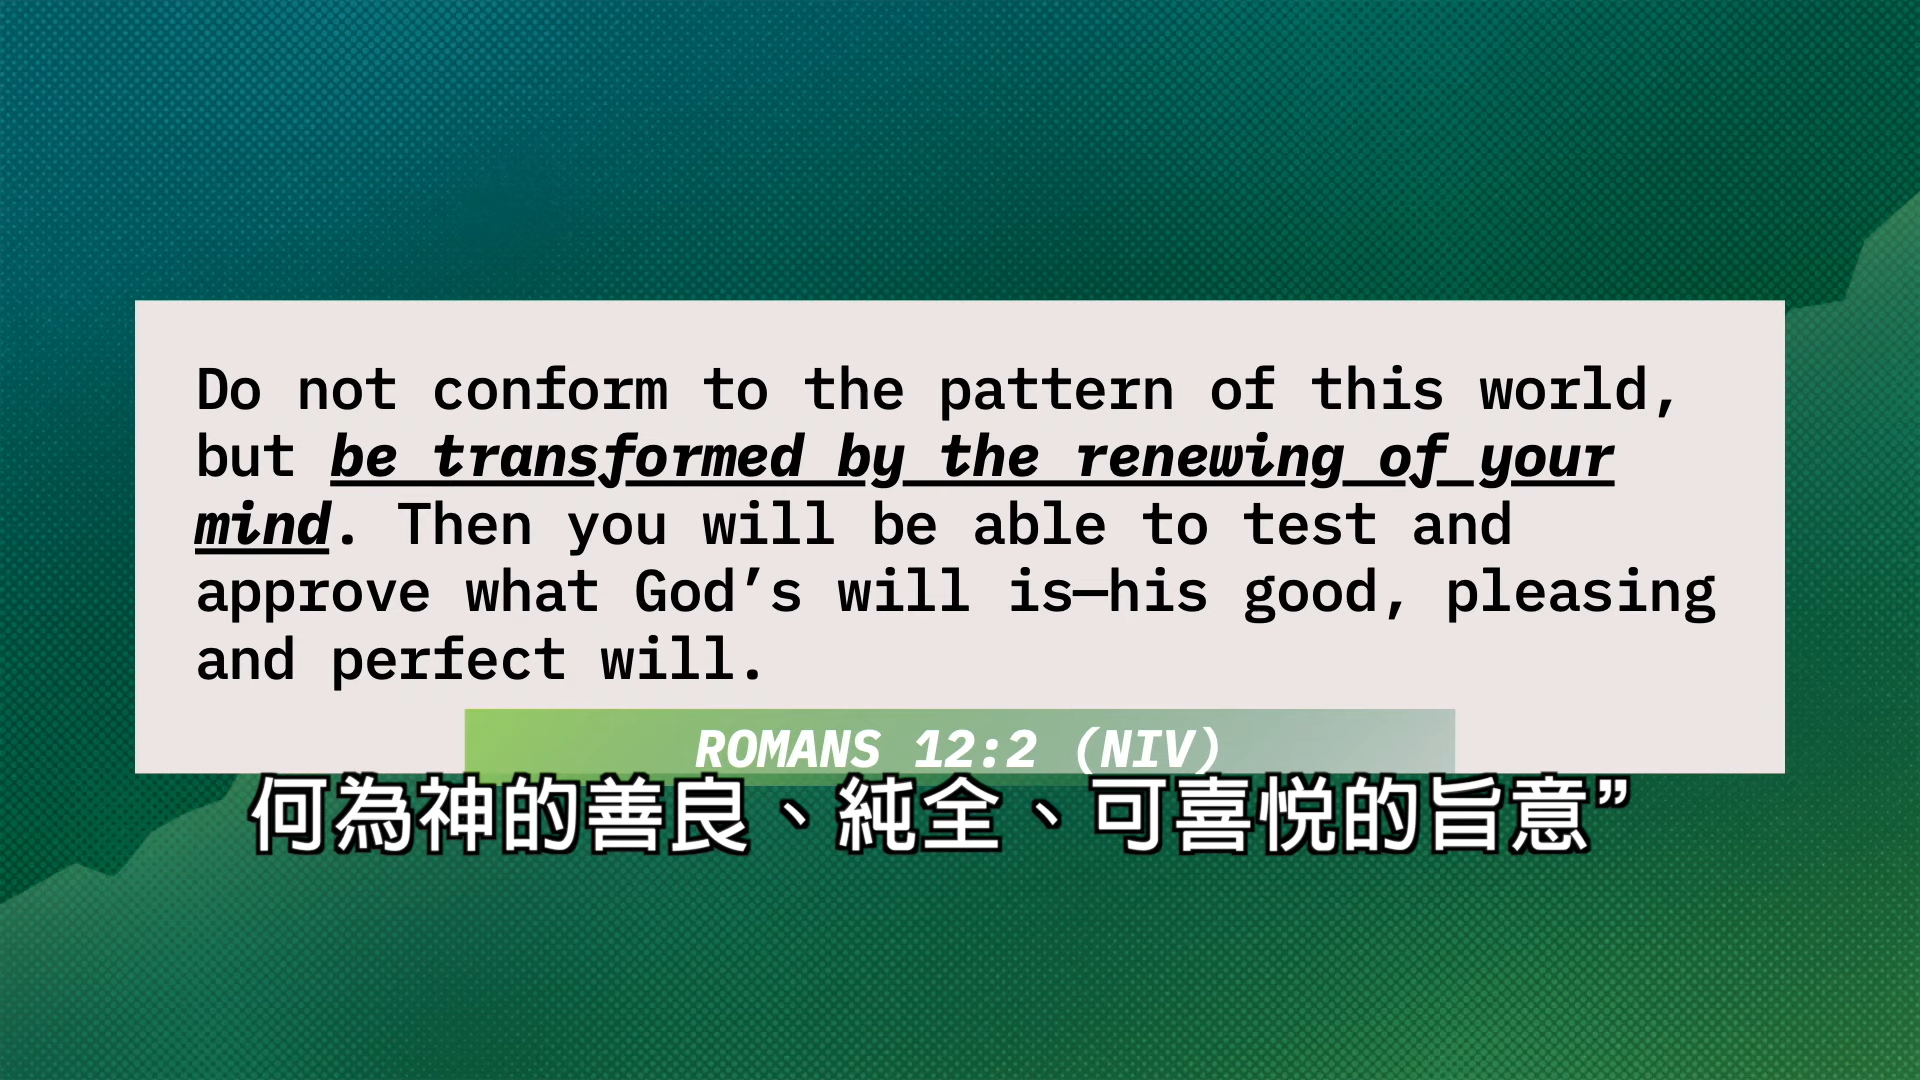 Do not conform to the pattern of this world,
but be transformed by the renewing of your
mind. Then you will be able to test and
approve what God’s will is—his good, pleasing
and perfect will.
ROMANS 12:2 (NIV)
何為神的善良、純全、可喜悦的旨意”